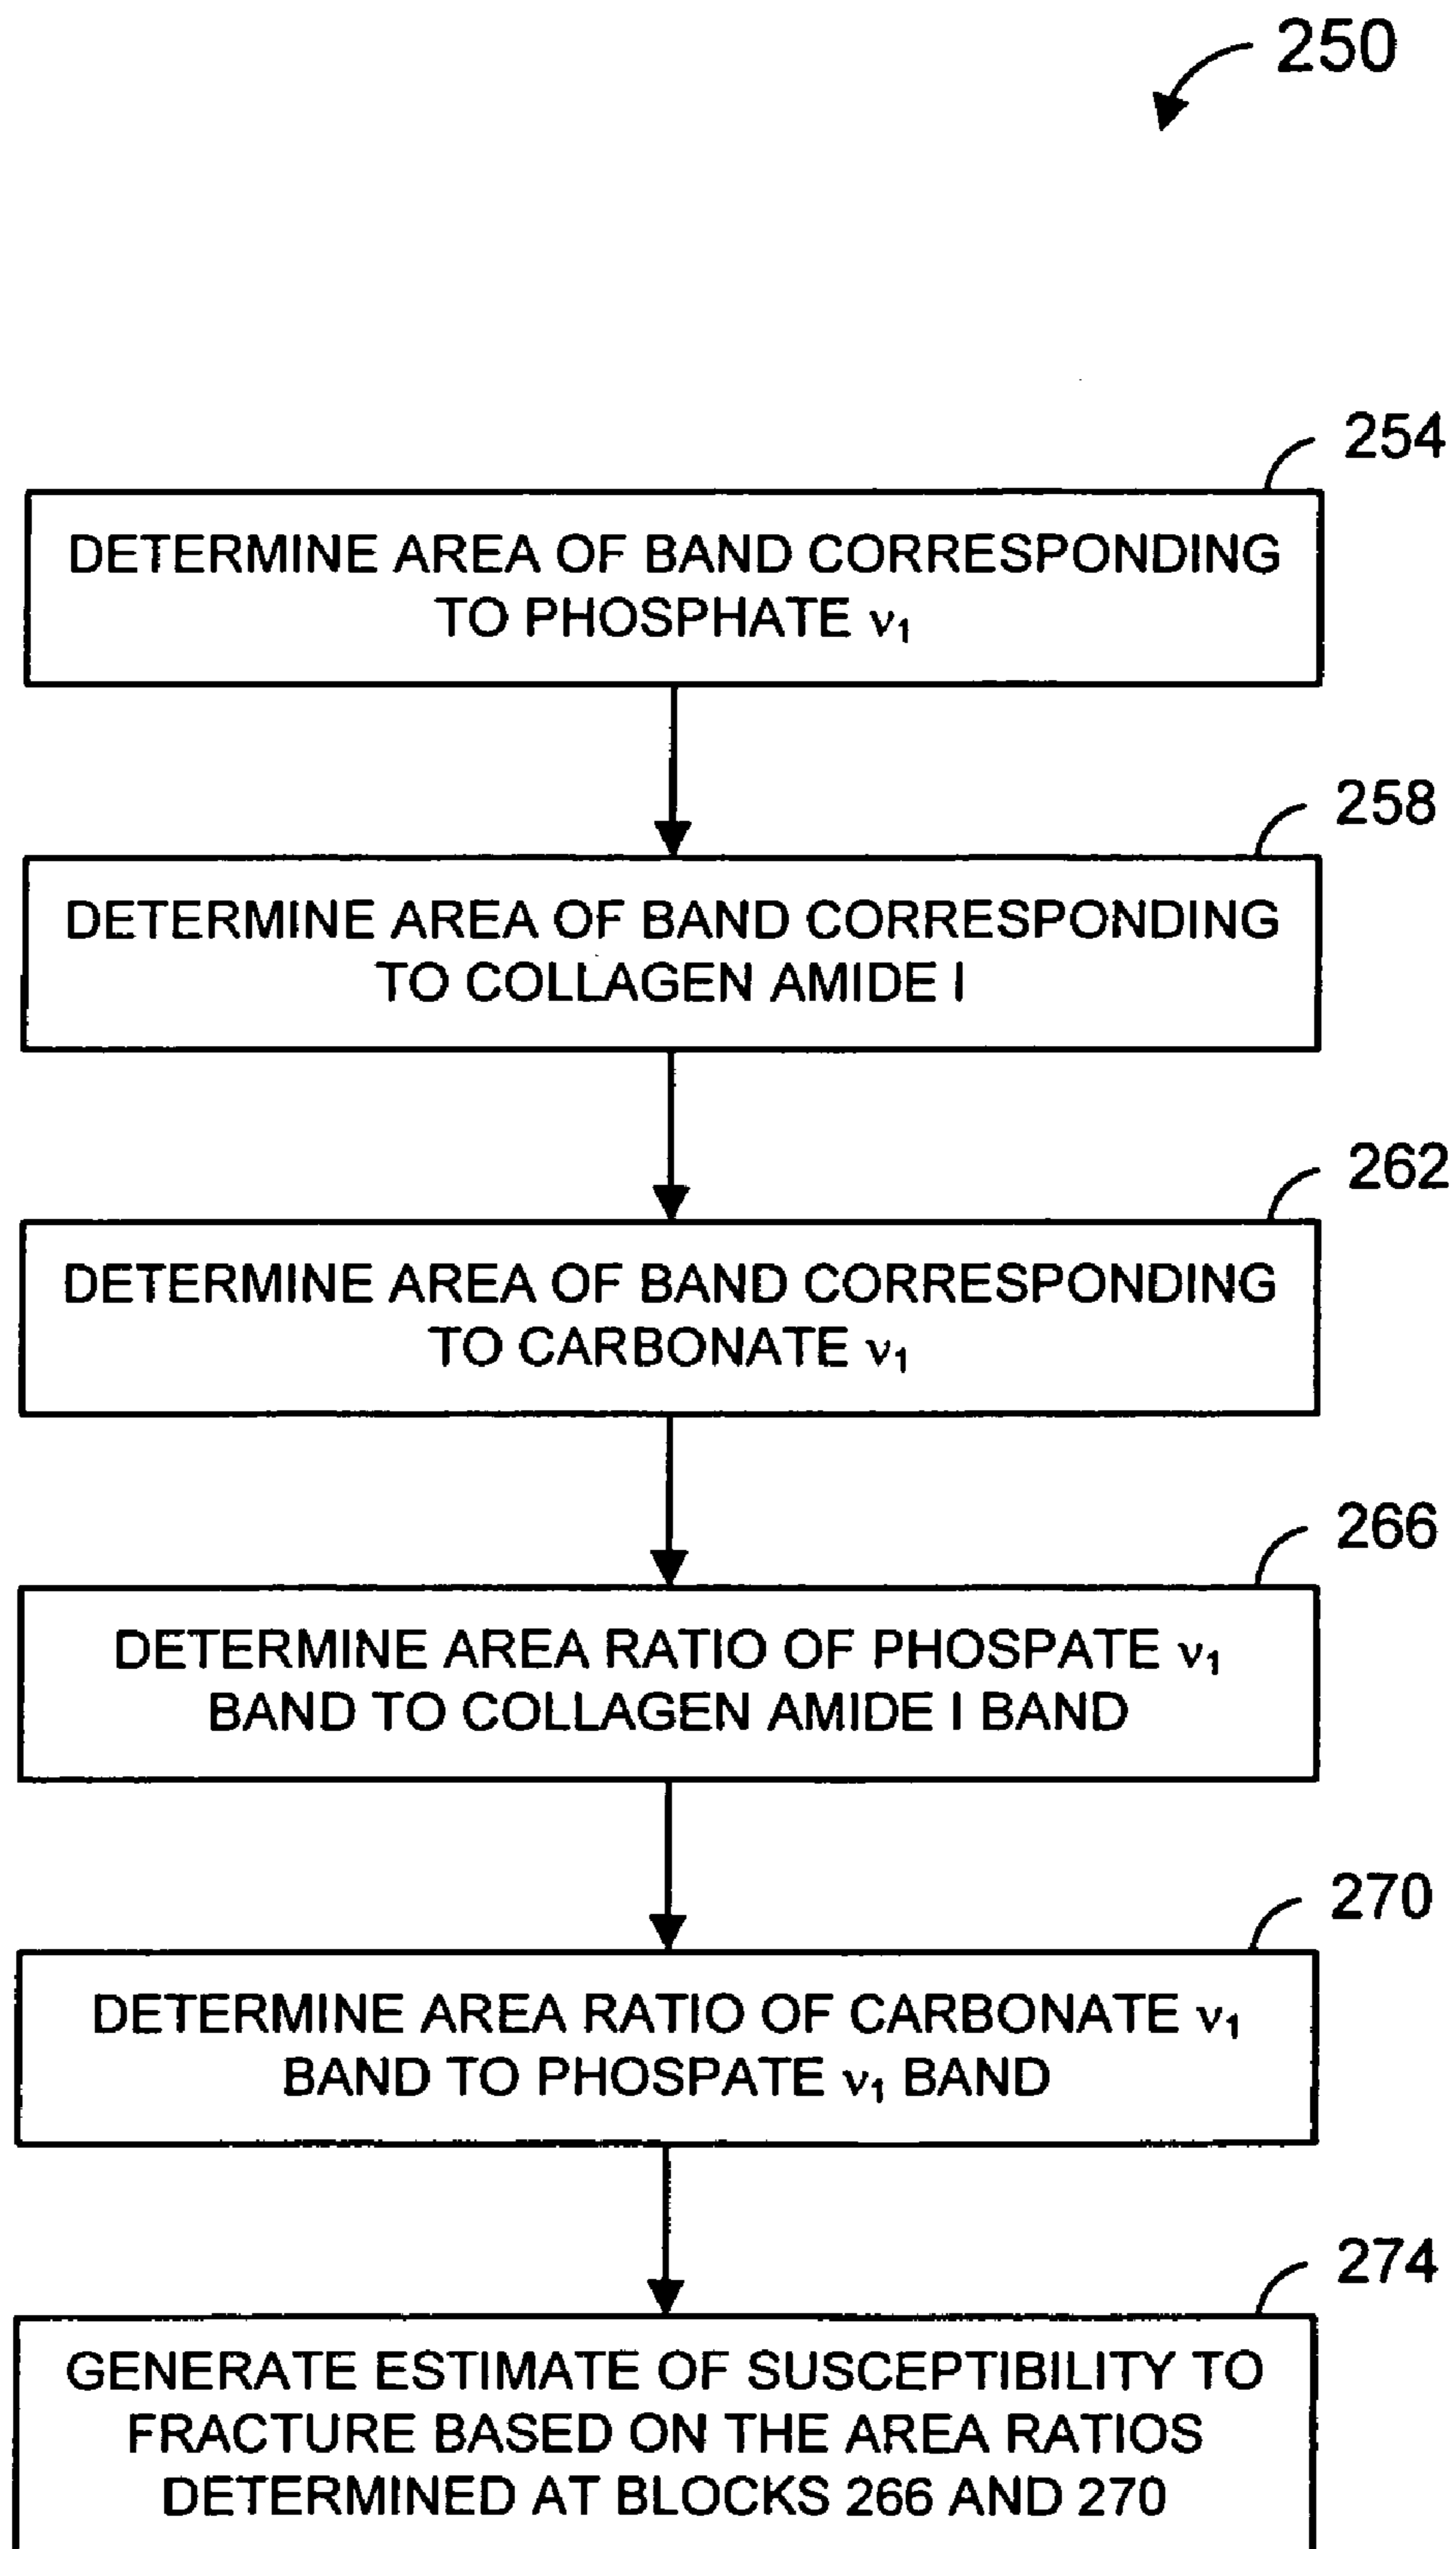 250
254
DETERMINE AREA OF BAND CORRESPONDING
TO PHOSPHATE ν₁
258
DETERMINE AREA OF BAND CORRESPONDING
TO COLLAGEN AMIDE I
262
DETERMINE AREA OF BAND CORRESPONDING
TO CARBONATE ν₁
266
DETERMINE AREA RATIO OF PHOSPATE ν₁
BAND TO COLLAGEN AMIDE I BAND
270
DETERMINE AREA RATIO OF CARBONATE ν₁
BAND TO PHOSPATE ν₁ BAND
274
GENERATE ESTIMATE OF SUSCEPTIBILITY TO
FRACTURE BASED ON THE AREA RATIOS
DETERMINED AT BLOCKS 266 AND 270